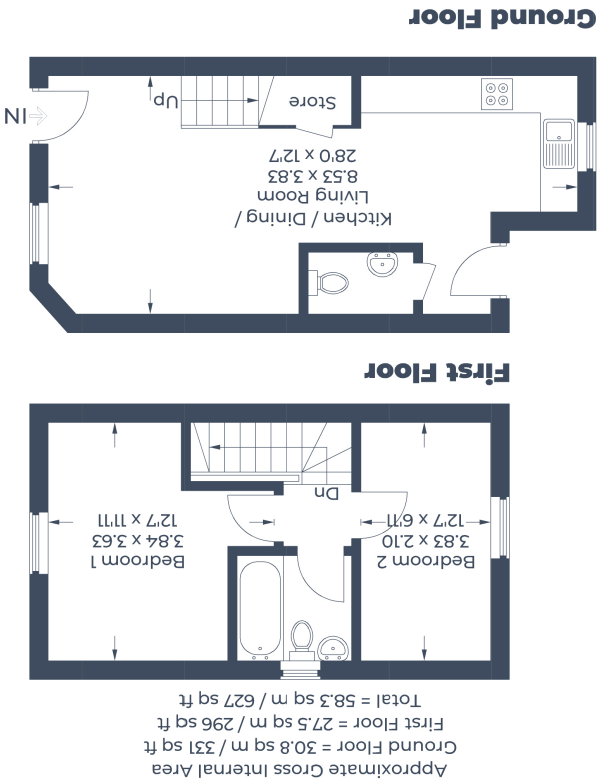 Approximate Gross Internal Area
Ground Floor = 30.8 sq m / 331 sq ft
First Floor = 27.5 sq m / 296 sq ft
Total = 58.3 sq m / 627 sq ft
Bedroom 2
3.83 x 2.10
12'7 x 6'11
Bedroom 1
3.84 x 3.63
12'7 x 11'11
Dn
First Floor
Kitchen / Dining /
Living Room
8.53 x 3.83
28'0 x 12'7
Store
Up
IN
Ground Floor